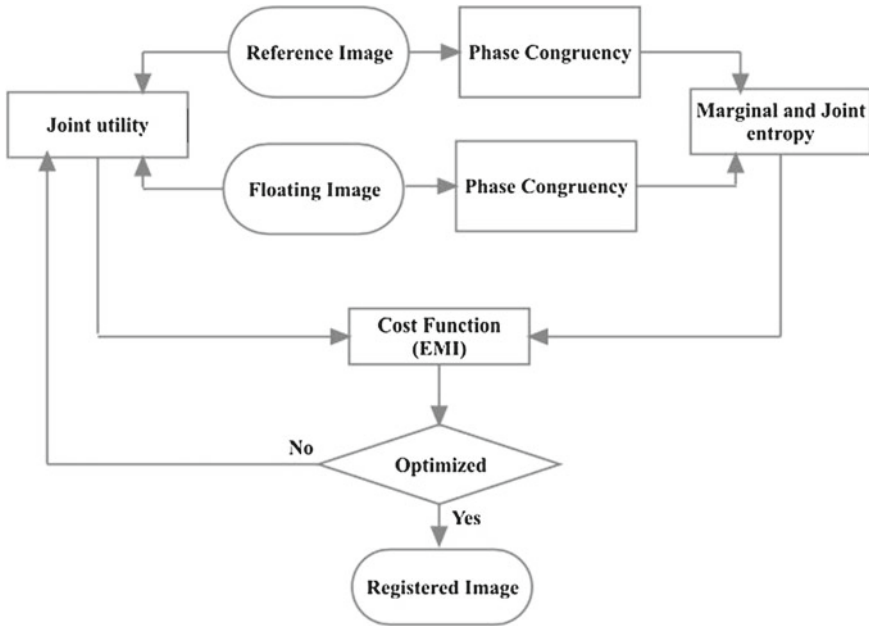 Reference Image
Phase Congruency
Joint utility
Marginal and Joint
entropy
Floating Image
Phase Congruency
Cost Function
(EMI)
No
Optimized
Yes
Registered Image